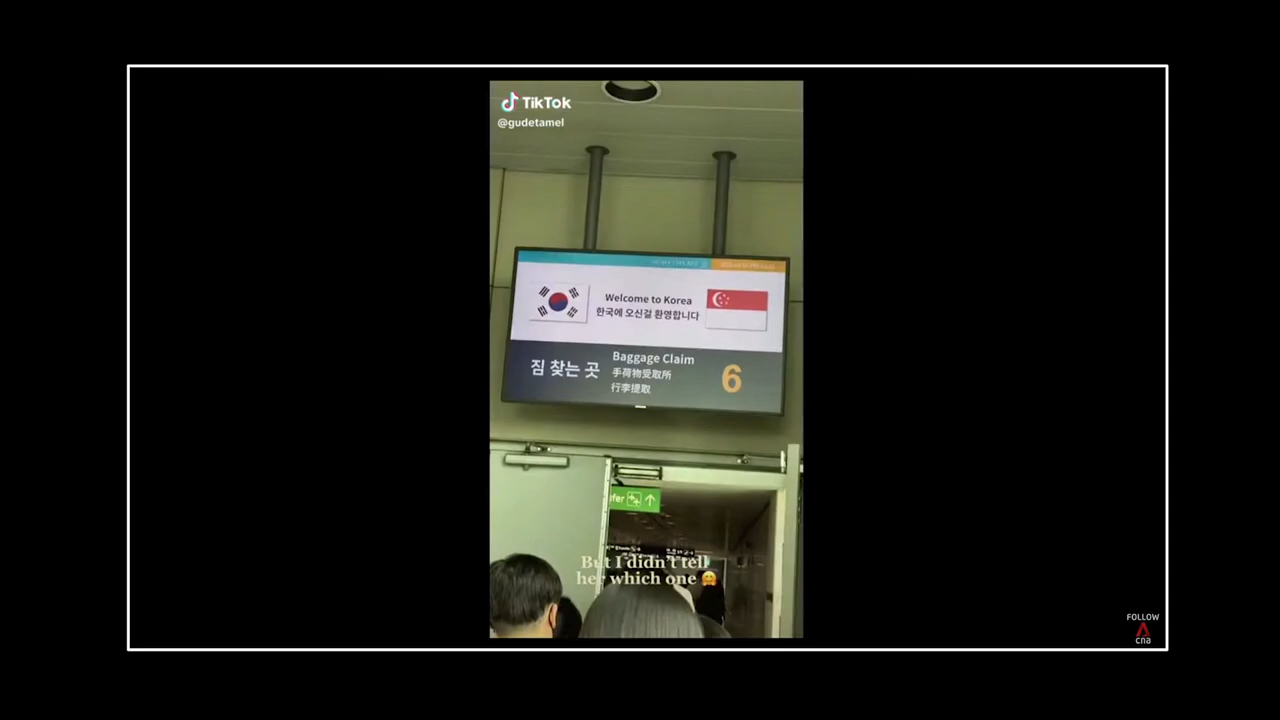 TikTok
@gudetamel
Welcome to Korea
한국에 오신걸 환영합니다
짐 찾는 곳
Baggage Claim
手荷物受取所
行李提取
6
fer
But I didn't tell
her which one
FOLLOW
cna